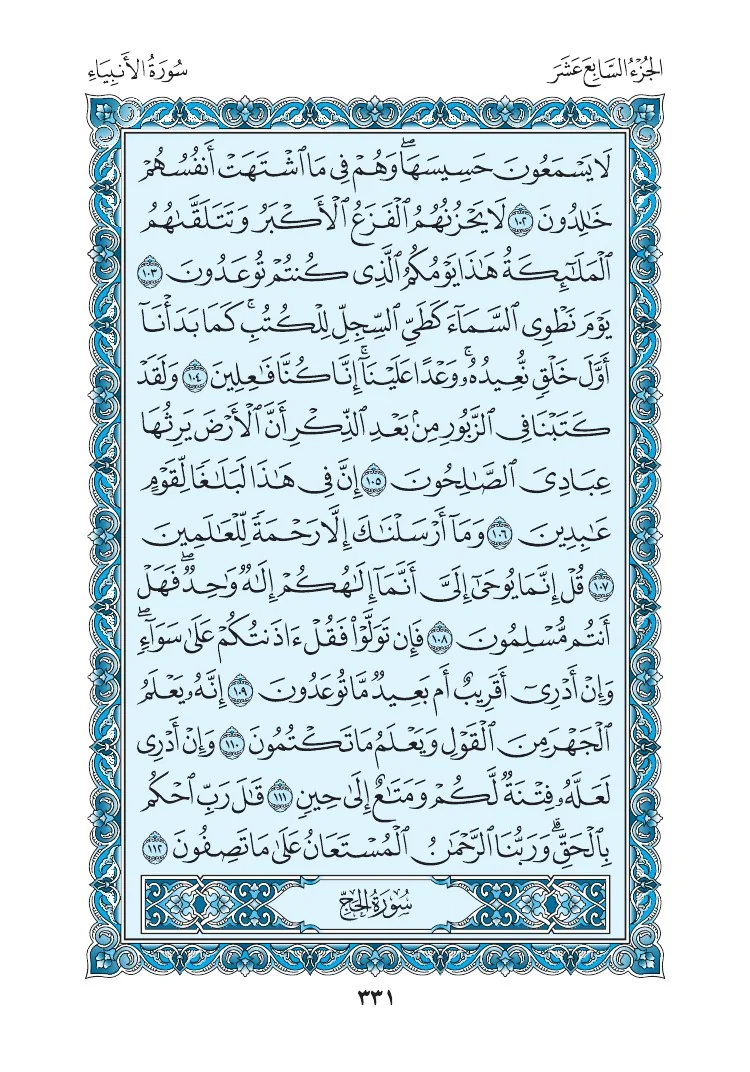 الجُزْءُ السَّابِعَ عَشَرَ
سُورَةُ الأَنبِيَاءِ
لَا يَسْمَعُونَ حَسِيسَهَاۖ وَهُمْ فِى مَا ٱشْتَهَتْ أَنفُسُهُمْ
خَٰلِدُونَ ١٠٢ لَا يَحْزُنُهُمُ ٱلْفَزَعُ ٱلْأَكْبَرُ وَتَتَلَقَّىٰهُمُ
ٱلْمَلَٰٓئِكَةُ هَٰذَا يَوْمُكُمُ ٱلَّذِى كُنتُمْ تُوعَدُونَ ١٠٣
يَوْمَ نَطْوِى ٱلسَّمَآءَ كَطَىِّ ٱلسِّجِلِّ لِلْكُتُبِۚ كَمَا بَدَأْنَآ
أَوَّلَ خَلْقٍ نُّعِيدُهُۥۚ وَعْدًا عَلَيْنَآۚ إِنَّا كُنَّا فَٰعِلِينَ ١٠٤ وَلَقَدْ
كَتَبْنَا فِى ٱلزَّبُورِ مِنۢ بَعْدِ ٱلذِّكْرِ أَنَّ ٱلْأَرْضَ يَرِثُهَا
عِبَادِىَ ٱلصَّٰلِحُونَ ١٠٥ إِنَّ فِى هَٰذَا لَبَلَٰغًا لِّقَوْمٍ
عَٰبِدِينَ ١٠٦ وَمَآ أَرْسَلْنَٰكَ إِلَّا رَحْمَةً لِّلْعَٰلَمِينَ
١٠٧ قُلْ إِنَّمَا يُوحَىٰٓ إِلَىَّ أَنَّمَآ إِلَٰهُكُمْ إِلَٰهٌ وَٰحِدٌۖ فَهَلْ
أَنتُم مُّسْلِمُونَ ١٠٨ فَإِن تَوَلَّوْا۟ فَقُلْ ءَاذَنتُكُمْ عَلَىٰ سَوَآءٍۖ
وَإِنْ أَدْرِىٓ أَقَرِيبٌ أَم بَعِيدٌ مَّا تُوعَدُونَ ١٠٩ إِنَّهُۥ يَعْلَمُ
ٱلْجَهْرَ مِنَ ٱلْقَوْلِ وَيَعْلَمُ مَا تَكْتُمُونَ ١١٠ وَإِنْ أَدْرِى
لَعَلَّهُۥ فِتْنَةٌ لَّكُمْ وَمَتَٰعٌ إِلَىٰ حِينٍ ١١١ قَٰلَ رَبِّ ٱحْكُم
بِٱلْحَقِّۗ وَرَبُّنَا ٱلرَّحْمَٰنُ ٱلْمُسْتَعَانُ عَلَىٰ مَا تَصِفُونَ ١١٢
سُورَةُ الحَجِّ
٣٣١